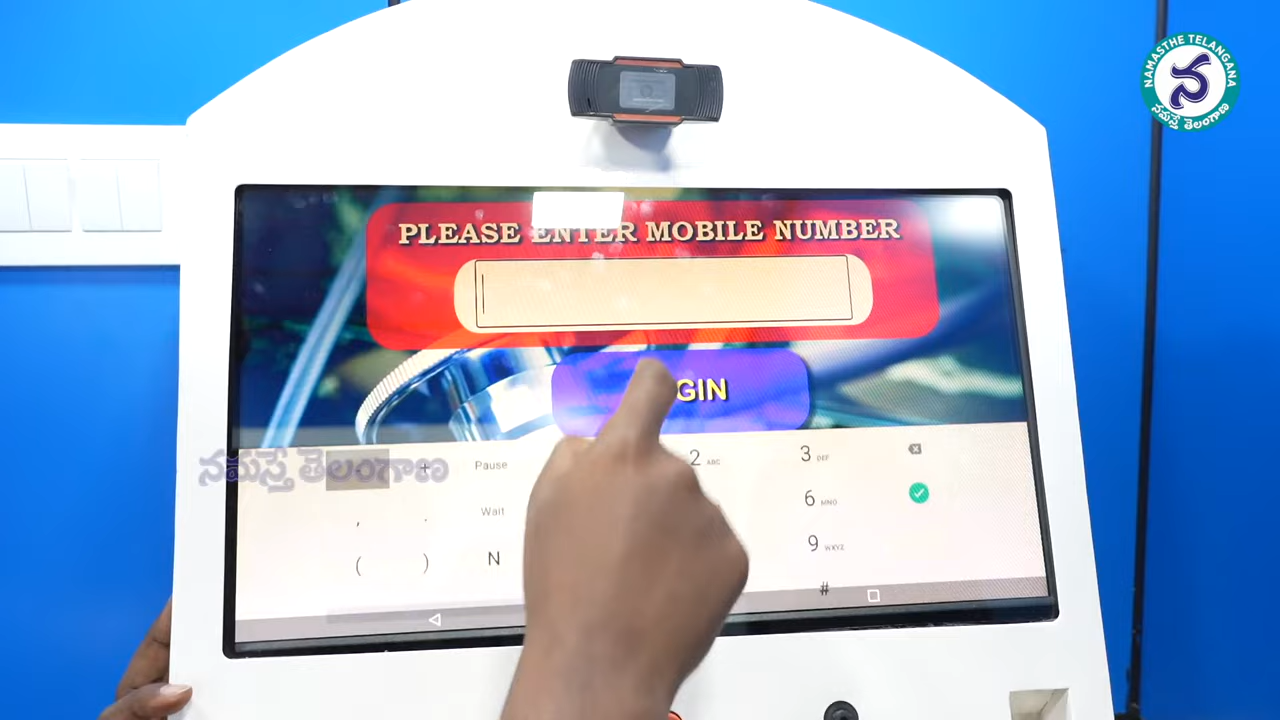 NAMASTHE TELANGANA
న
నమస్తే తెలంగాణ
PLEASE ENTER MOBILE NUMBER
GIN
నమస్తే తెలంగాణ
+ Pause 2 ABC 3 DEF
, . Wait 6 MNO
( ) N 9 WXYZ
#